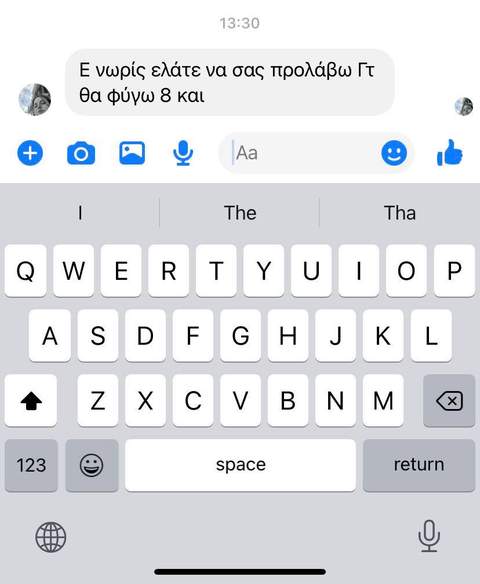 13:30
Ε νωρίς ελάτε να σας προλάβω Γτ
θα φύγω 8 και
Aa
I The Tha
Q W E R T Y U I O P
A S D F G H J K L
Z X C V B N M
123 space return